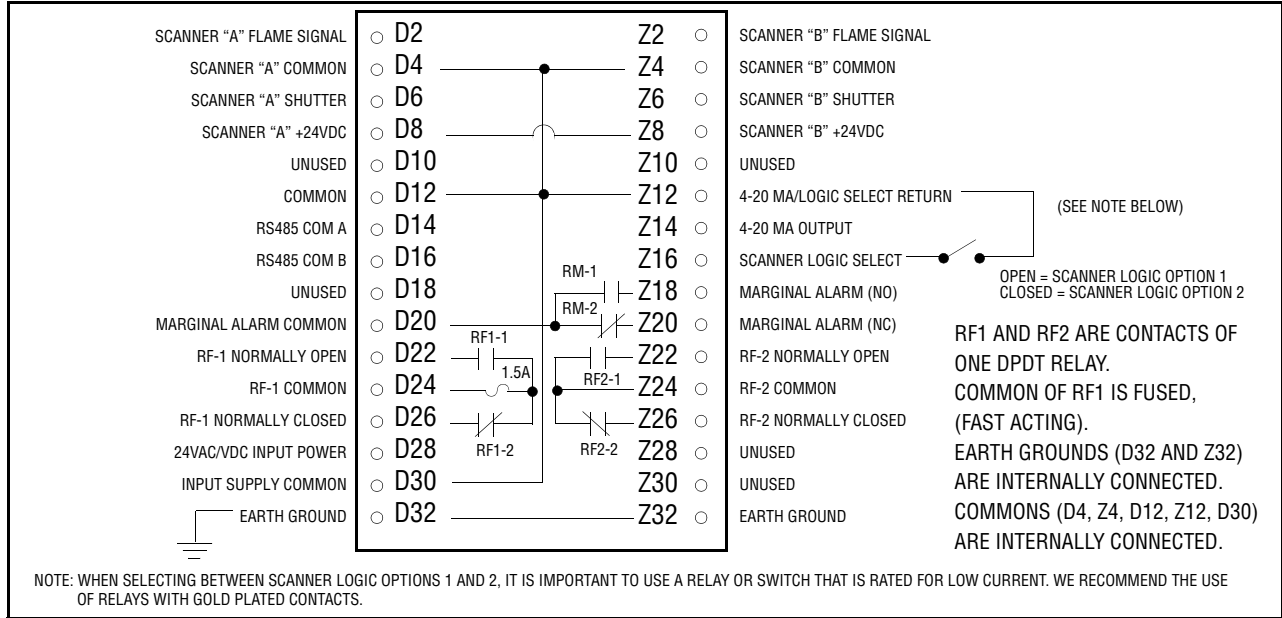 SCANNER “A” FLAME SIGNAL D2 Z2 SCANNER “B” FLAME SIGNAL
SCANNER “A” COMMON D4 Z4 SCANNER “B” COMMON
SCANNER “A” SHUTTER D6 Z6 SCANNER “B” SHUTTER
SCANNER “A” +24VDC D8 Z8 SCANNER “B” +24VDC
UNUSED D10 Z10 UNUSED
COMMON D12 Z12 4-20 MA/LOGIC SELECT RETURN
(SEE NOTE BELOW)
RS485 COM A D14 Z14 4-20 MA OUTPUT
RS485 COM B D16 Z16 SCANNER LOGIC SELECT
OPEN = SCANNER LOGIC OPTION 1
CLOSED = SCANNER LOGIC OPTION 2
UNUSED D18 RM-1 Z18 MARGINAL ALARM (NO)
MARGINAL ALARM COMMON D20 RM-2 Z20 MARGINAL ALARM (NC)
RF-1 NORMALLY OPEN D22 RF1-1 Z22 RF-2 NORMALLY OPEN
RF-1 COMMON D24 1.5A RF2-1 Z24 RF-2 COMMON
RF-1 NORMALLY CLOSED D26 Z26 RF-2 NORMALLY CLOSED
24VAC/VDC INPUT POWER D28 RF1-2 RF2-2 Z28 UNUSED
INPUT SUPPLY COMMON D30 Z30 UNUSED
EARTH GROUND D32 Z32 EARTH GROUND
RF1 AND RF2 ARE CONTACTS OF
ONE DPDT RELAY.
COMMON OF RF1 IS FUSED,
(FAST ACTING).
EARTH GROUNDS (D32 AND Z32)
ARE INTERNALLY CONNECTED.
COMMONS (D4, Z4, D12, Z12, D30)
ARE INTERNALLY CONNECTED.
NOTE: WHEN SELECTING BETWEEN SCANNER LOGIC OPTIONS 1 AND 2, IT IS IMPORTANT TO USE A RELAY OR SWITCH THAT IS RATED FOR LOW CURRENT. WE RECOMMEND THE USE
OF RELAYS WITH GOLD PLATED CONTACTS.